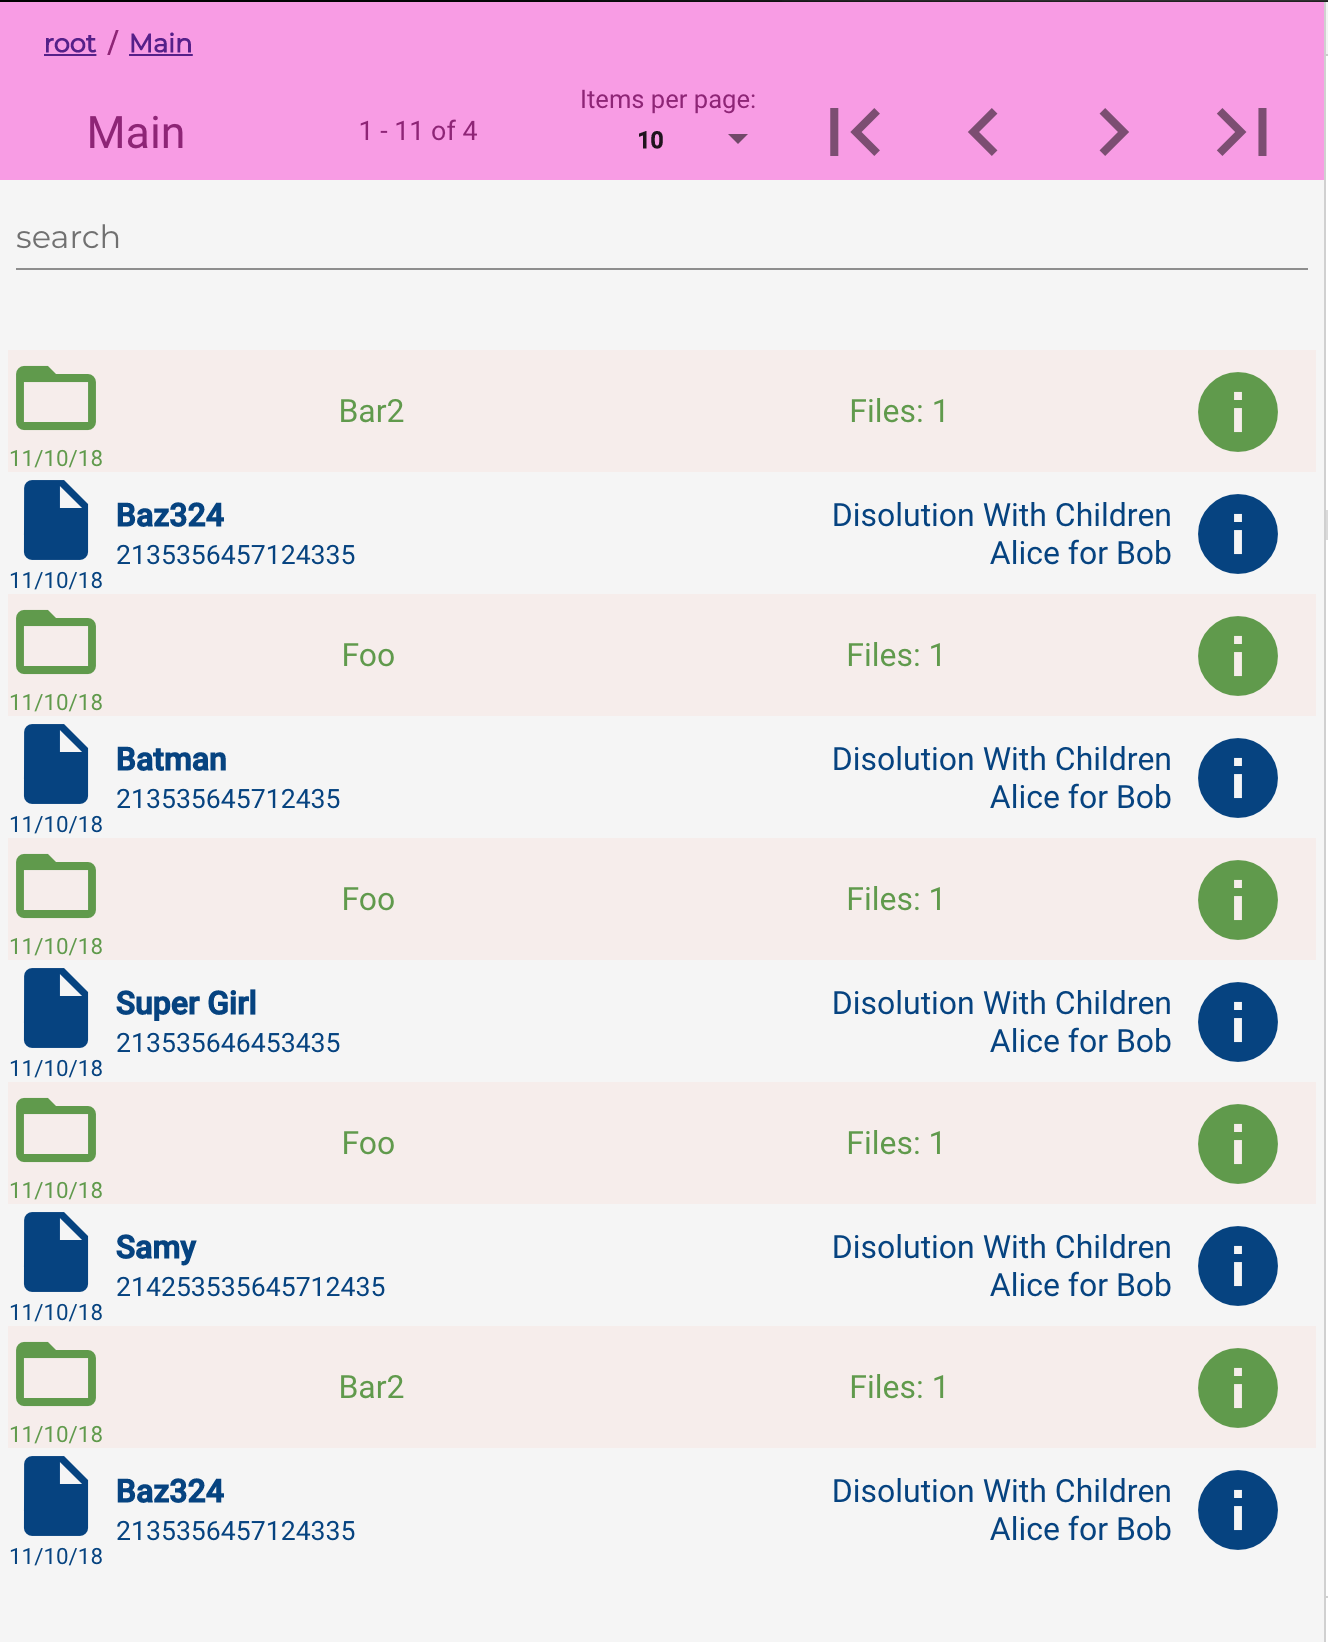 root / Main
Items per page:
Main 1 - 11 of 4 10
search
Bar2 Files: 1
11/10/18
Baz324 Disolution With Children
2135356457124335 Alice for Bob
11/10/18
Foo Files: 1
11/10/18
Batman Disolution With Children
213535645712435 Alice for Bob
11/10/18
Foo Files: 1
11/10/18
Super Girl Disolution With Children
213535646453435 Alice for Bob
11/10/18
Foo Files: 1
11/10/18
Samy Disolution With Children
214253535645712435 Alice for Bob
11/10/18
Bar2 Files: 1
11/10/18
Baz324 Disolution With Children
2135356457124335 Alice for Bob
11/10/18